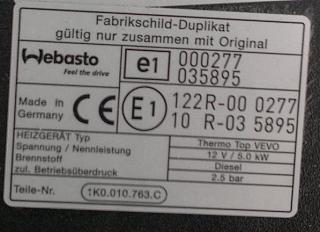 Fabrikschild-Duplikat
gültig nur zusammen mit Original
Webasto
Feel the drive
e1
000277
035895
Made in
Germany
CE
E1
122R-00 0277
10 R-03 5895
HEIZGERÄT Typ
Thermo Top VEVO
Spannung / Nennleistung
12 V / 5.0 kW
Brennstoff
Diesel
zul. Betriebsüberdruck
2.5 bar
Teile-Nr.
1K0.010.763.C